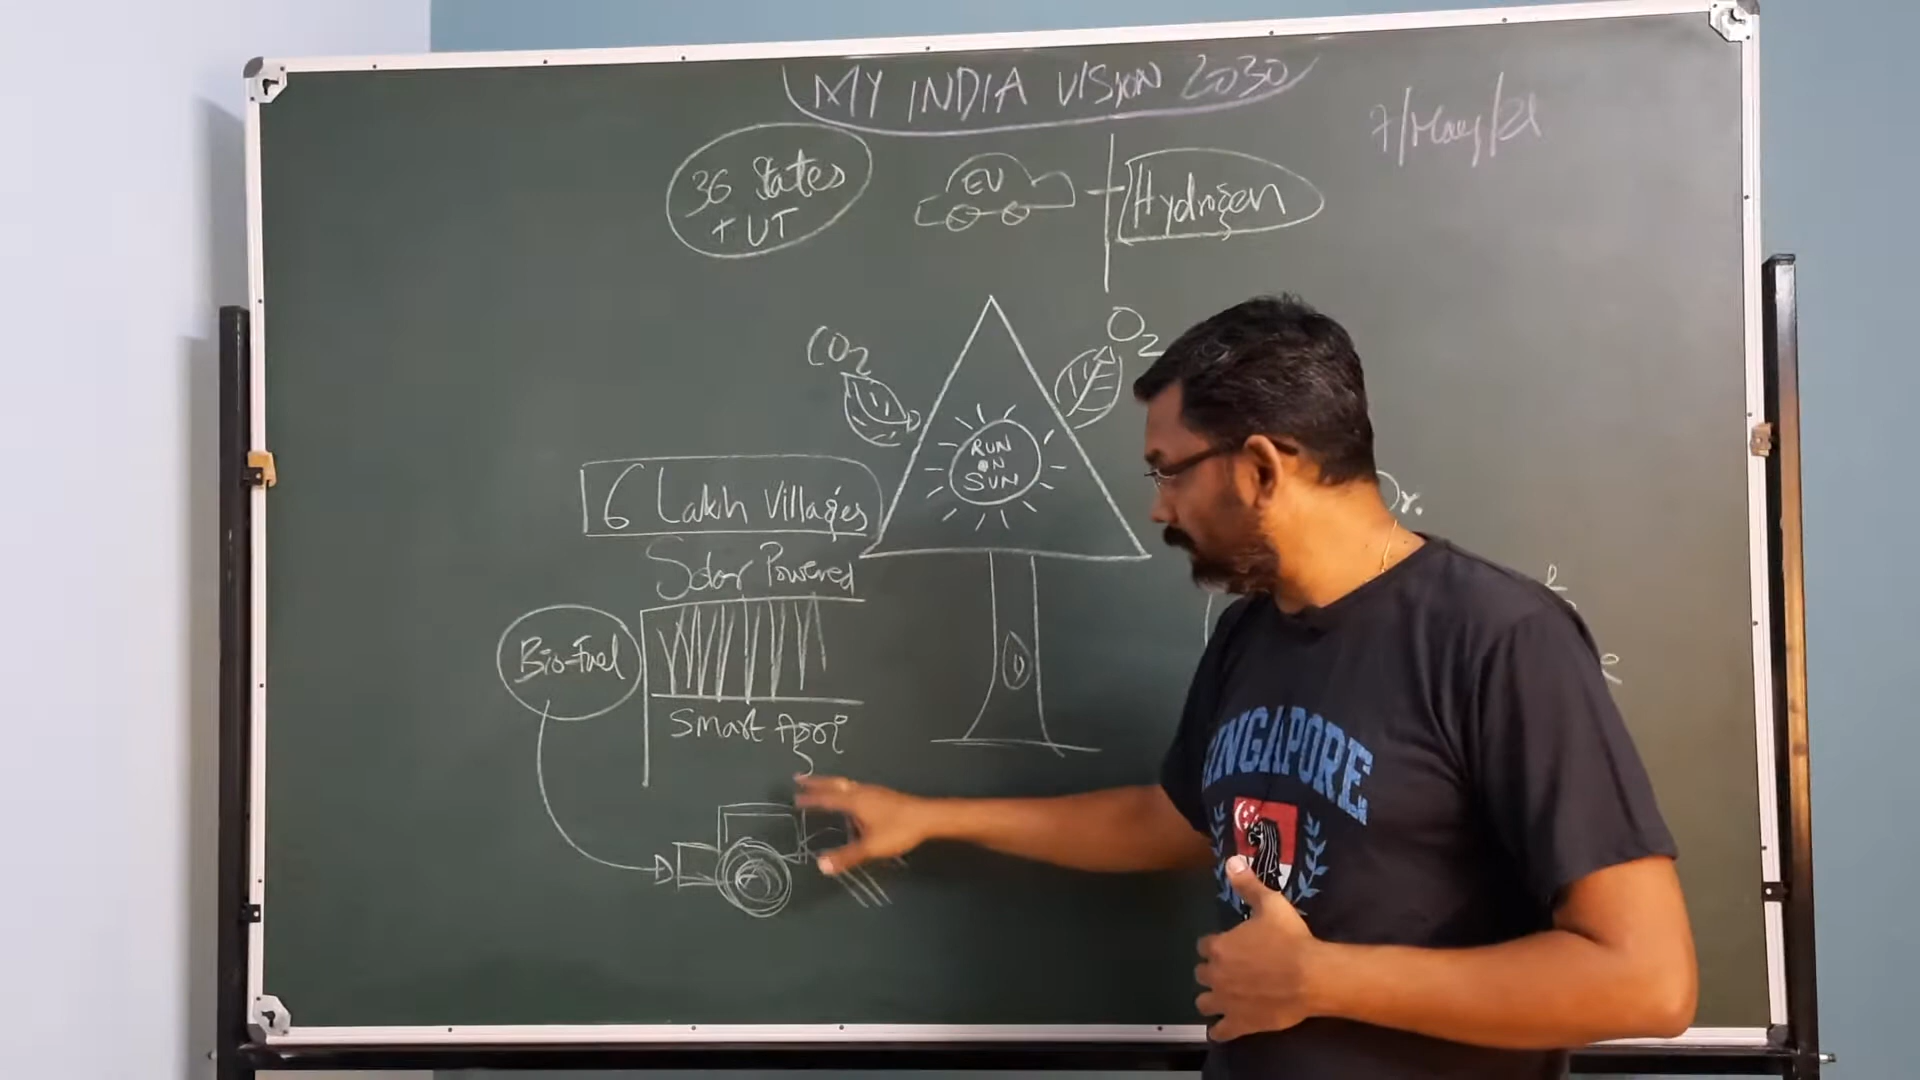 MY INDIA VISION 2030
7/May/21
36 States
+ UT
EV
Hydrogen
CO2
O2
RUN
ON
SUN
6 Lakh Villages
Solar Powered
Bio-Fuel
Smart Agri
Dr.
SINGAPORE